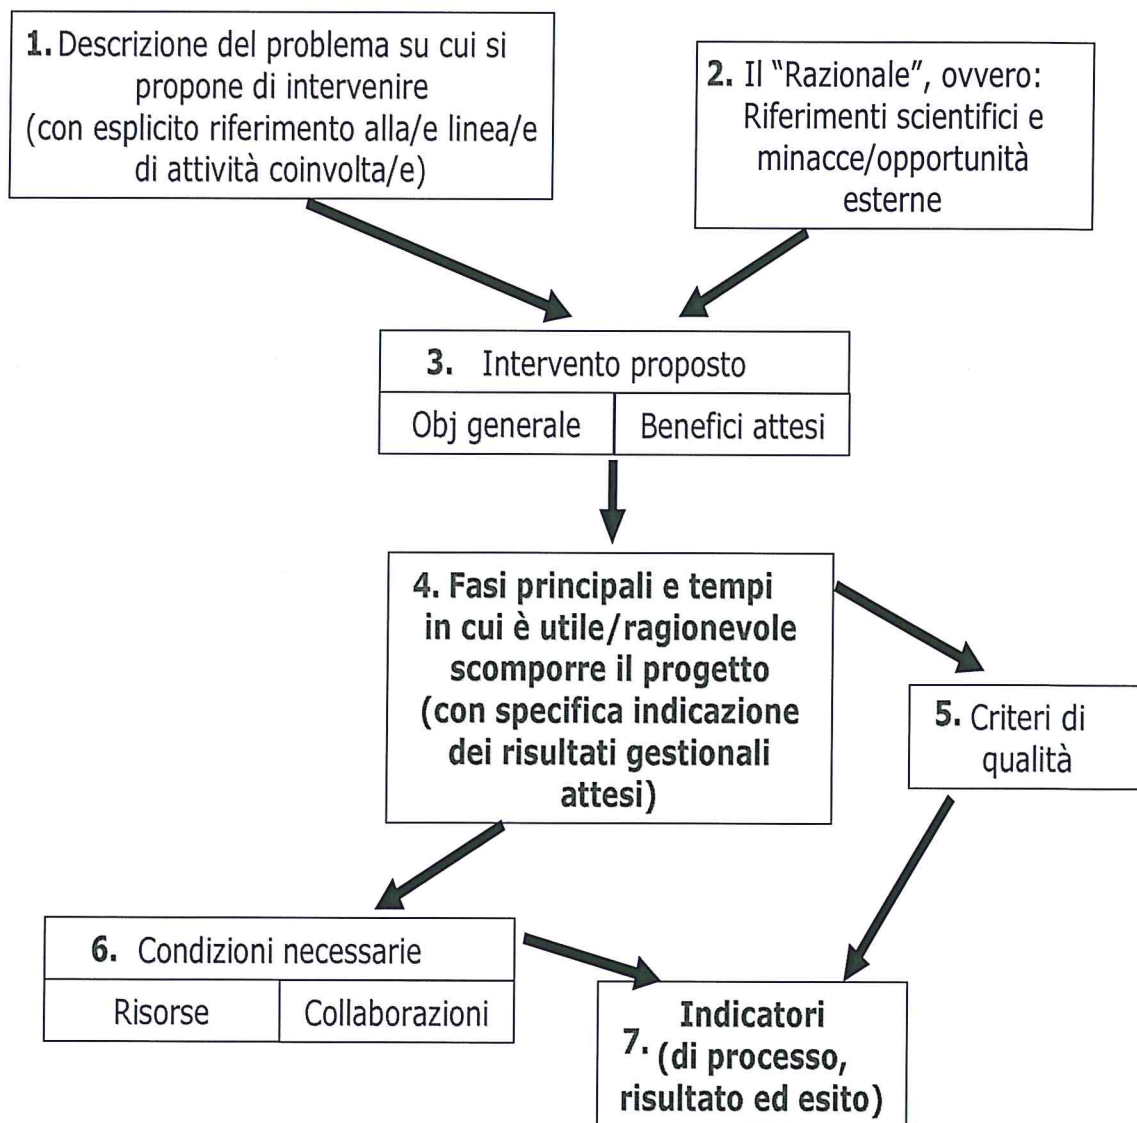 1. Descrizione del problema su cui si
propone di intervenire
(con esplicito riferimento alla/e linea/e
di attività coinvolta/e)
2. Il "Razionale", ovvero:
Riferimenti scientifici e
minacce/opportunità
esterne
3. Intervento proposto
Obj generale
Benefici attesi
4. Fasi principali e tempi
in cui è utile/ragionevole
scomporre il progetto
(con specifica indicazione
dei risultati gestionali
attesi)
5. Criteri di
qualità
6. Condizioni necessarie
Risorse
Collaborazioni
Indicatori
7. (di processo,
risultato ed esito)